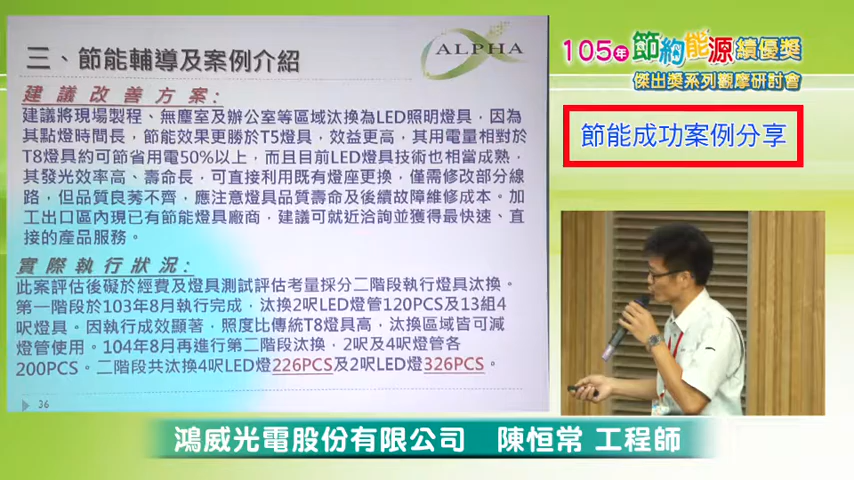 三、節能輔導及案例介紹
ALPHA
建議改善方案:
建議將現場製程、無塵室及辦公室等區域汰換為LED照明燈具，因為
其點燈時間長，節能效果更勝於T5燈具，效益更高，其用電量相對於
T8燈具約可節省用電50%以上，而且目前LED燈具技術也相當成熟，
其發光效率高、壽命長，可直接利用既有燈座更換，僅需修改部分線
路，但品質良莠不齊，應注意燈具品質壽命及後續故障維修成本。加
工出口區內現已有節能燈具廠商，建議可就近洽詢並獲得最快速、直
接的產品服務。
實際執行狀況:
此案評估後礙於經費及燈具測試評估考量採分二階段執行燈具汰換。
第一階段於103年8月執行完成，汰換2呎LED燈管120PCS及13組4
呎燈具。因執行成效顯著，照度比傳統T8燈具高，汰換區域皆可減
燈管使用。104年8月再進行第二階段汰換，2呎及4呎燈管各
200PCS。二階段共汰換4呎LED燈226PCS及2呎LED燈326PCS。
36
105年節約能源績優獎
傑出獎系列觀摩研討會
節能成功案例分享
鴻威光電股份有限公司 陳恒常 工程師